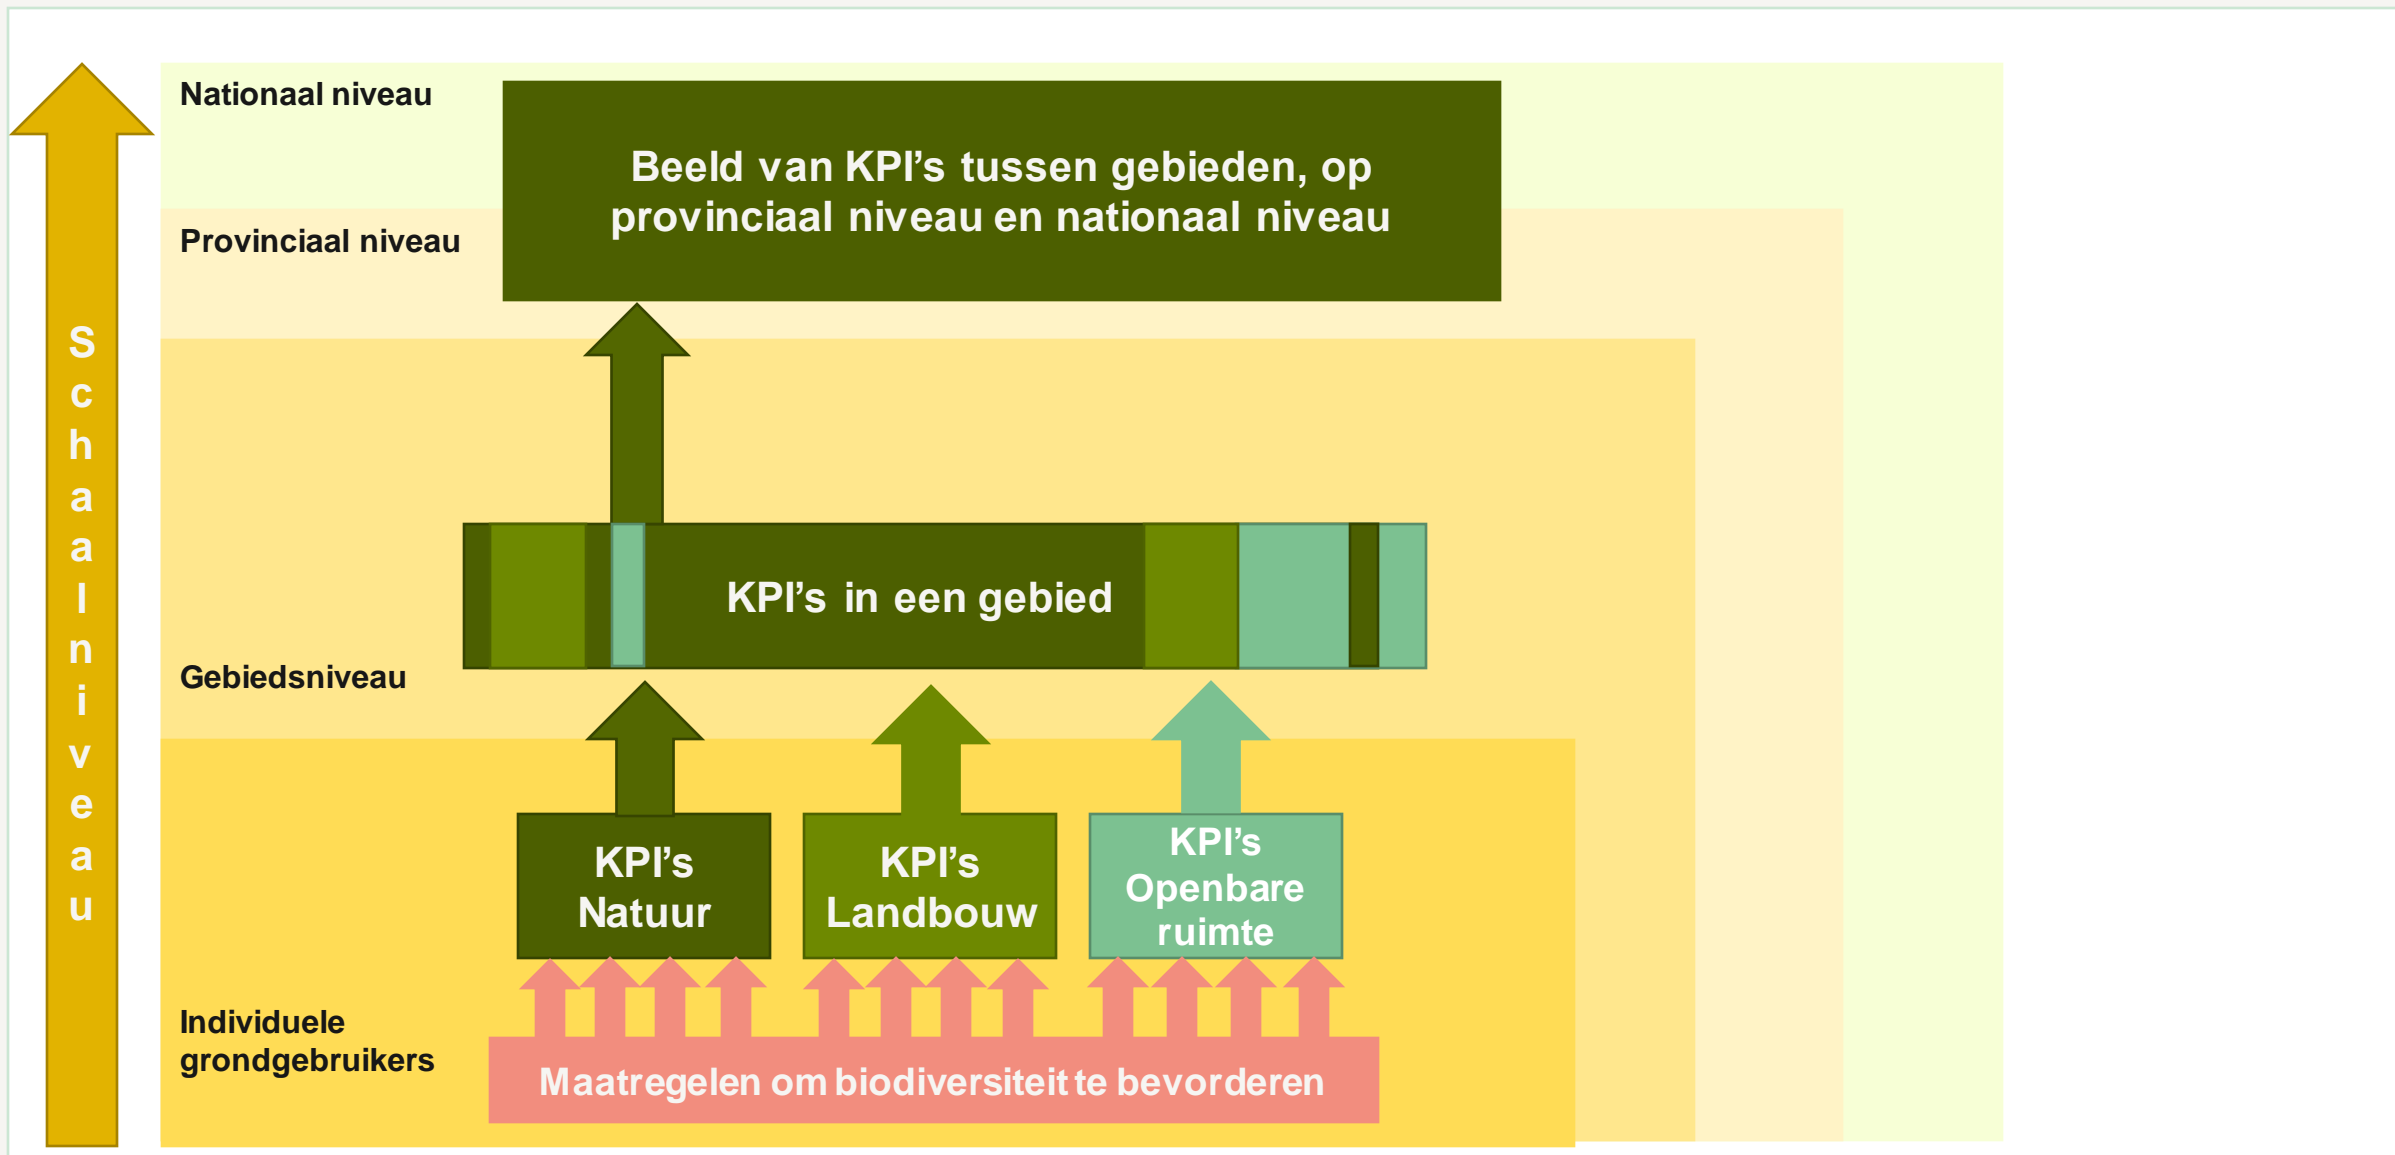 Schaalniveau
Nationaal niveau
Beeld van KPI’s tussen gebieden, op
provinciaal niveau en nationaal niveau
Provinciaal niveau
KPI’s in een gebied
Gebiedsniveau
KPI’s
Natuur
KPI’s
Landbouw
KPI’s
Openbare
ruimte
Individuele
grondgebruikers
Maatregelen om biodiversiteit te bevorderen